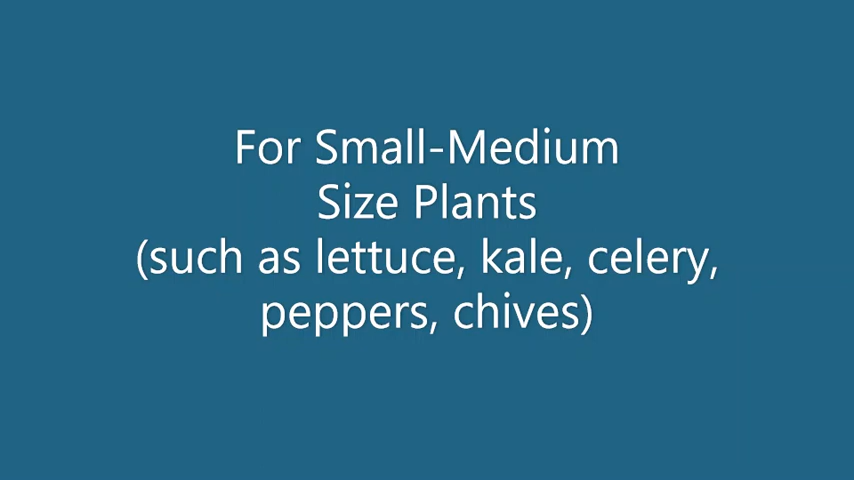 For Small-Medium
Size Plants
(such as lettuce, kale, celery,
peppers, chives)